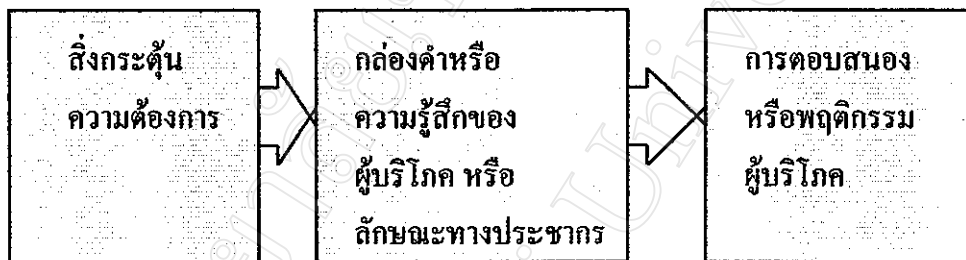 สิ่งกระตุ้น
ความต้องการ
กล่องดำหรือ
ความรู้สึกของ
ผู้บริโภค หรือ
ลักษณะทางประชากร
การตอบสนอง
หรือพฤติกรรม
ผู้บริโภค